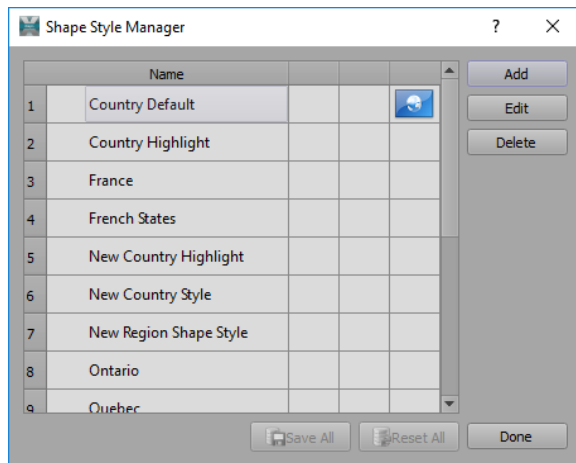 Shape Style Manager ?
Name
Add
1 Country Default
Edit
2 Country Highlight
Delete
3 France
4 French States
5 New Country Highlight
6 New Country Style
7 New Region Shape Style
8 Ontario
9 Quebec
Save All Reset All Done